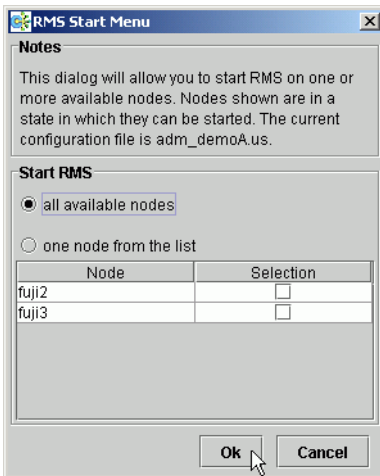 RMS Start Menu
Notes
This dialog will allow you to start RMS on one or
more available nodes. Nodes shown are in a
state in which they can be started. The current
configuration file is adm_demoA.us.
Start RMS
all available nodes
one node from the list
Node Selection
fuji2
fuji3
Ok Cancel